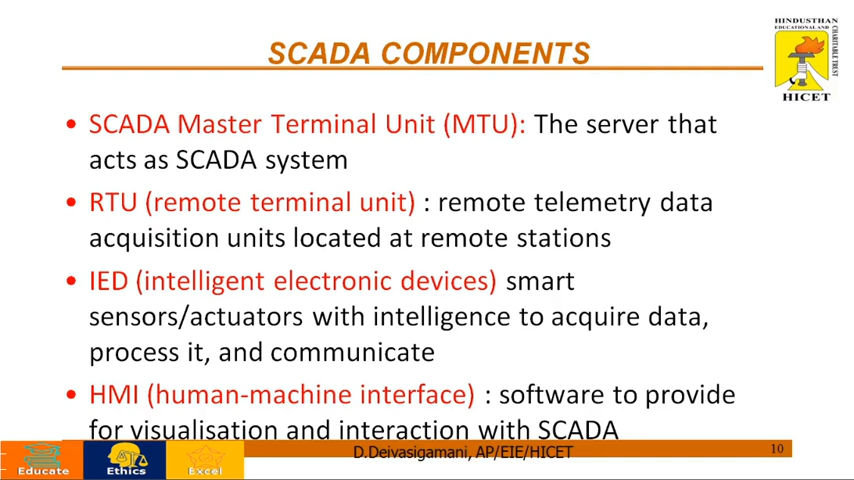 SCADA COMPONENTS
HINDUSTHAN
EDUCATIONAL AND
CHARITABLE TRUST
HICET
• SCADA Master Terminal Unit (MTU): The server that
acts as SCADA system
• RTU (remote terminal unit) : remote telemetry data
acquisition units located at remote stations
• IED (intelligent electronic devices) smart
sensors/actuators with intelligence to acquire data,
process it, and communicate
• HMI (human-machine interface) : software to provide
for visualisation and interaction with SCADA
D.Deivasigamani, AP/EIE/HICET
10
Educate
Ethics
Excel